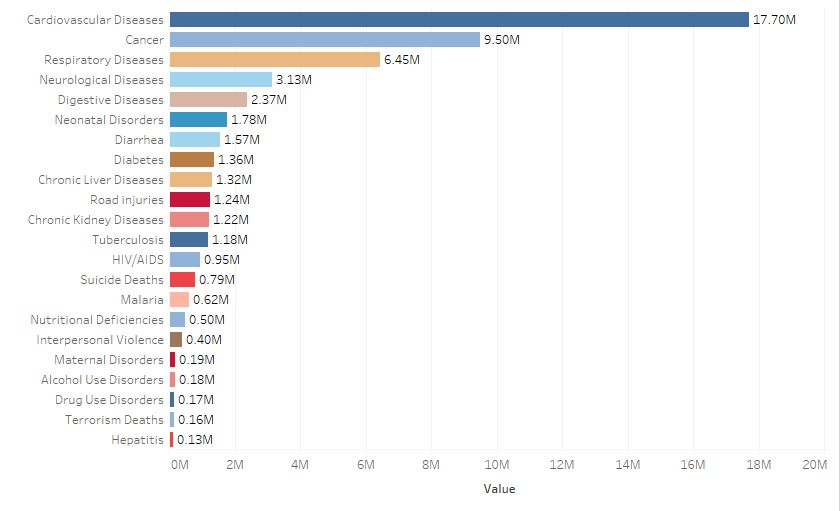 Cardiovascular Diseases 17.70M
Cancer 9.50M
Respiratory Diseases 6.45M
Neurological Diseases 3.13M
Digestive Diseases 2.37M
Neonatal Disorders 1.78M
Diarrhea 1.57M
Diabetes 1.36M
Chronic Liver Diseases 1.32M
Road injuries 1.24M
Chronic Kidney Diseases 1.22M
Tuberculosis 1.18M
HIV/AIDS 0.95M
Suicide Deaths 0.79M
Malaria 0.62M
Nutritional Deficiencies 0.50M
Interpersonal Violence 0.40M
Maternal Disorders 0.19M
Alcohol Use Disorders 0.18M
Drug Use Disorders 0.17M
Terrorism Deaths 0.16M
Hepatitis 0.13M
0M 2M 4M 6M 8M 10M 12M 14M 16M 18M 20M
Value